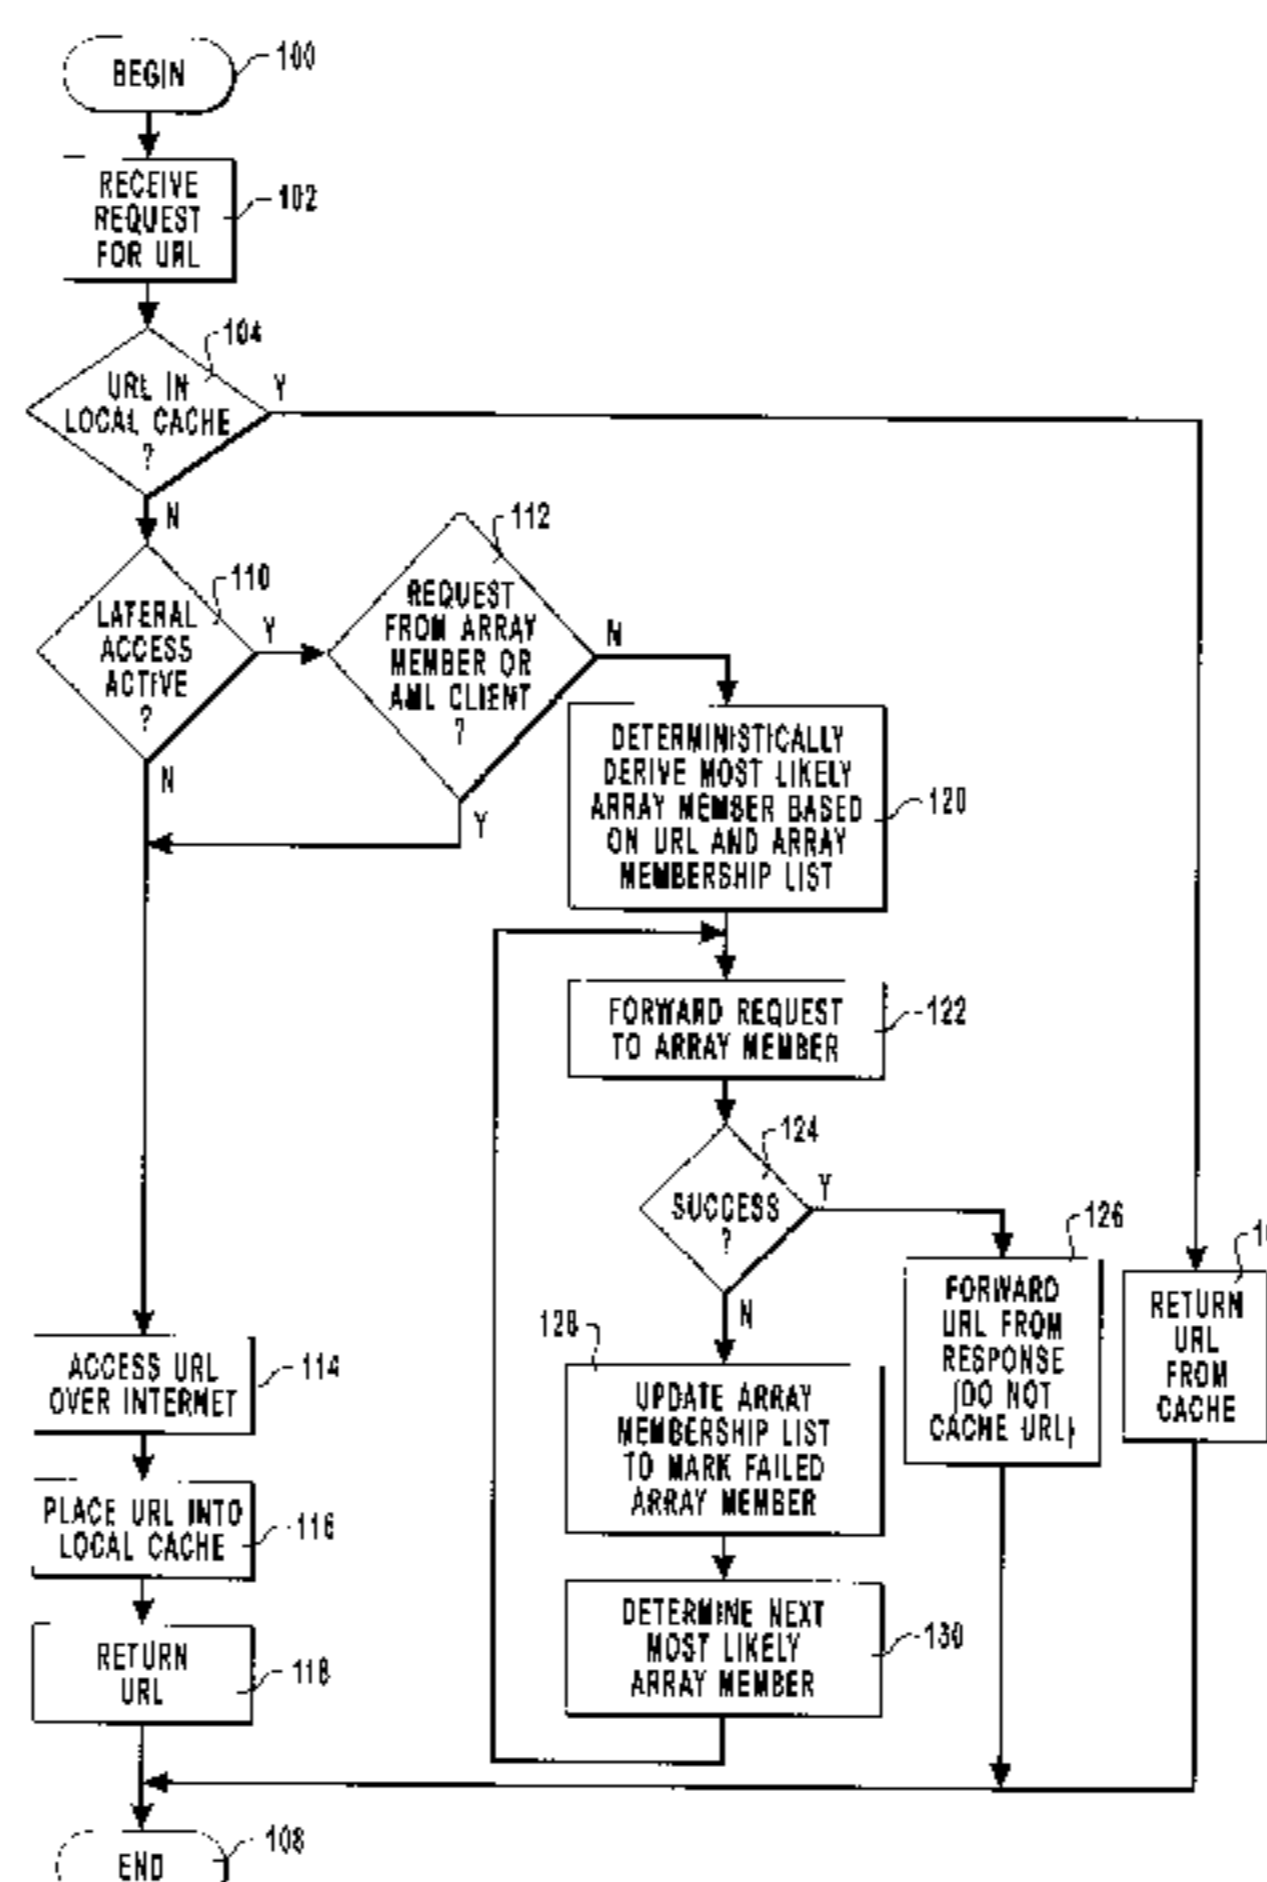 BEGIN
100
RECEIVE
REQUEST
FOR URL
102
104
URL IN
LOCAL CACHE
?
Y
N
110
LATERAL
ACCESS
ACTIVE
?
Y
N
112
REQUEST
FROM ARRAY
MEMBER OR
AML CLIENT
?
N
Y
DETERMINISTICALLY
DERIVE MOST LIKELY
ARRAY MEMBER BASED
ON URL AND ARRAY
MEMBERSHIP LIST
120
FORWARD REQUEST
TO ARRAY MEMBER
122
124
SUCCESS
?
Y
N
126
FORWARD
URL FROM
RESPONSE
(DO NOT
CACHE URL)
RETURN
URL
FROM
CACHE
128
UPDATE ARRAY
MEMBERSHIP LIST
TO MARK FAILED
ARRAY MEMBER
ACCESS URL
OVER INTERNET
114
PLACE URL INTO
LOCAL CACHE
116
DETERMINE NEXT
MOST LIKELY
ARRAY MEMBER
130
RETURN
URL
118
END
108